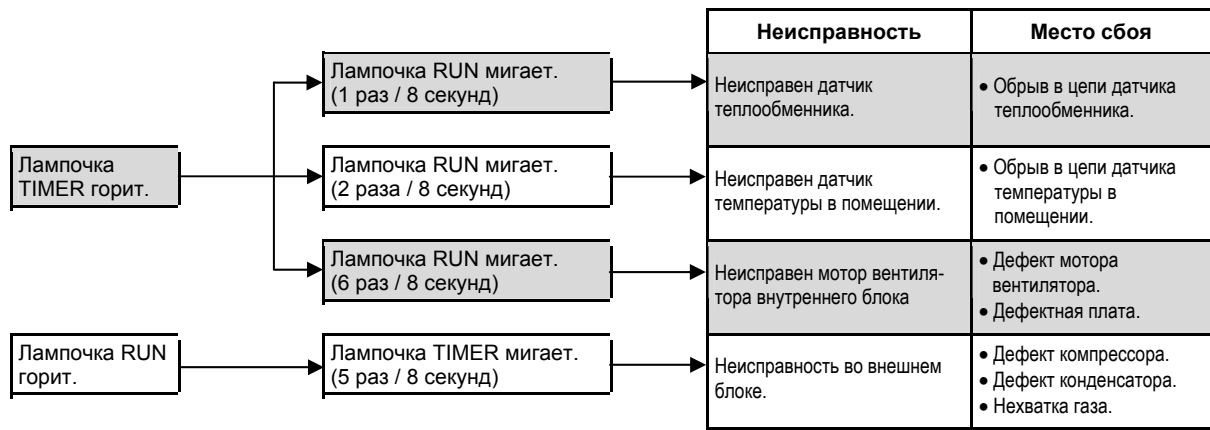 Неисправность
Место сбоя
Лампочка RUN мигает.
(1 раз / 8 секунд)
Неисправен датчик
теплообменника.
• Обрыв в цепи датчика
теплообменника.
Лампочка
TIMER горит.
Лампочка RUN мигает.
(2 раза / 8 секунд)
Неисправен датчик
температуры в помещении.
• Обрыв в цепи датчика
температуры в
помещении.
Лампочка RUN мигает.
(6 раз / 8 секунд)
Неисправен мотор вентиля-
тора внутреннего блока
• Дефект мотора
вентилятора.
• Дефектная плата.
Лампочка RUN
горит.
Лампочка TIMER мигает.
(5 раз / 8 секунд)
Неисправность во внешнем
блоке.
• Дефект компрессора.
• Дефект конденсатора.
• Нехватка газа.